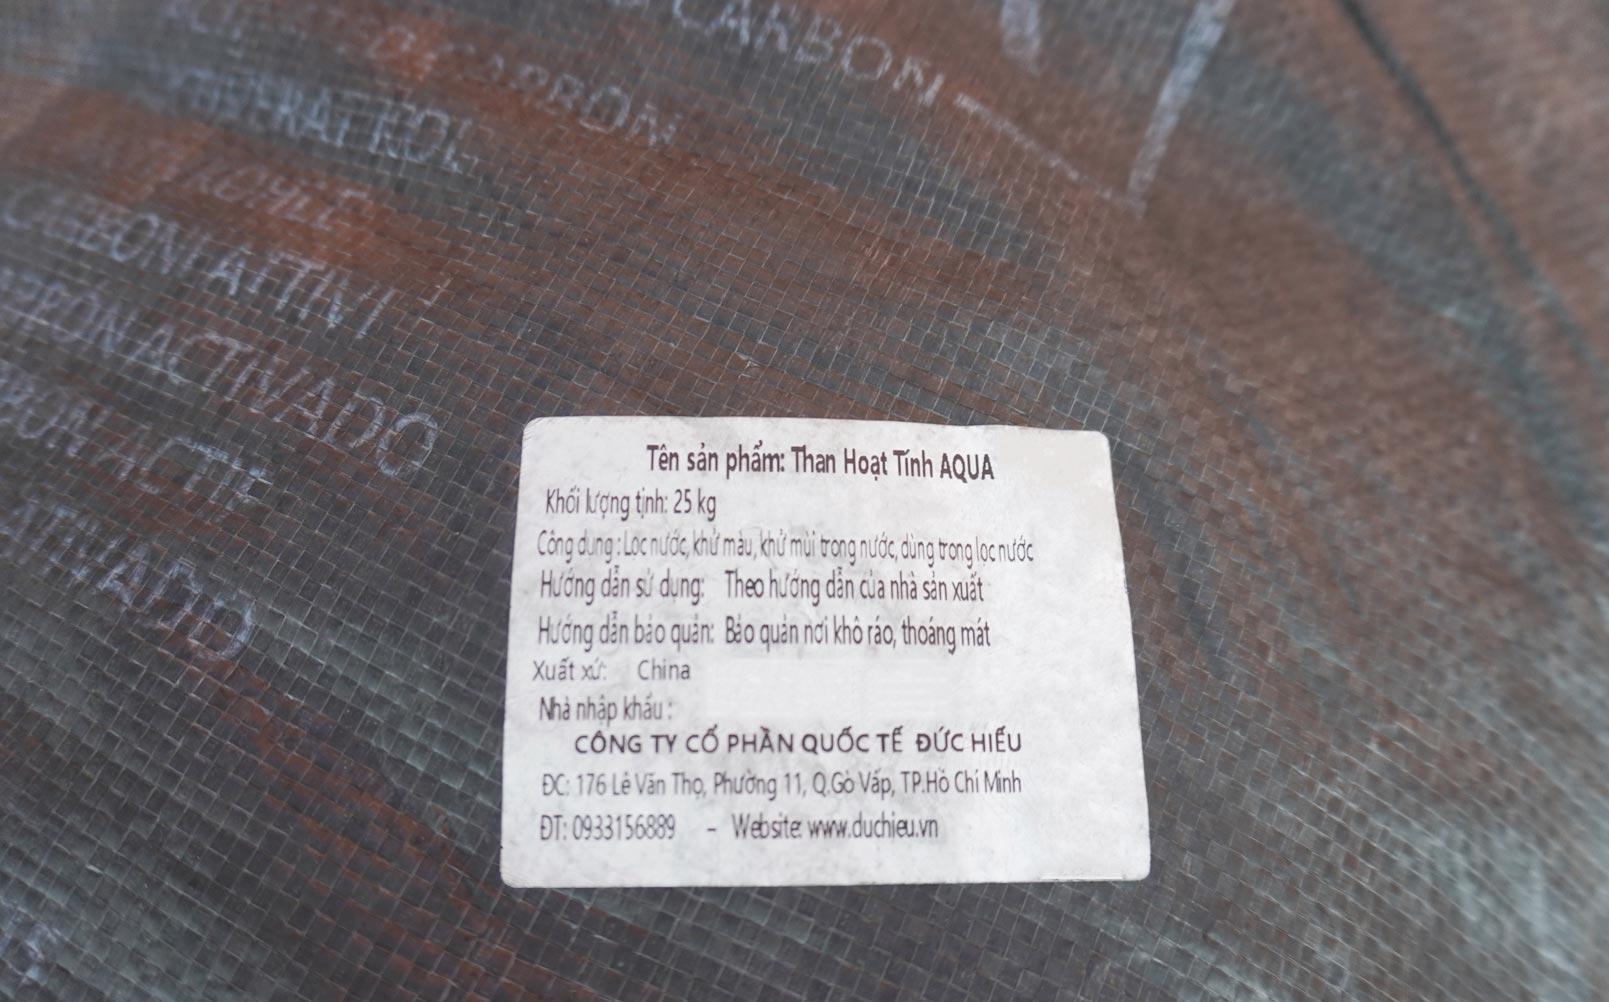 CARBON
CARBON
CARBONI ATTIVI
ACTIVADO
Tên sản phẩm: Than Hoạt Tính AQUA
Khối lượng tịnh: 25 kg
Công dụng : Lọc nước, khử màu, khử mùi trong nước, dùng trong lọc nước
Hướng dẫn sử dụng: Theo hướng dẫn của nhà sản xuất
Hướng dẫn bảo quản: Bảo quản nơi khô ráo, thoáng mát
Xuất xứ: China
Nhà nhập khẩu :
CÔNG TY CỔ PHẦN QUỐC TẾ ĐỨC HIẾU
ĐC: 176 Lê Văn Thọ, Phường 11, Q.Gò Vấp, TP.Hồ Chí Minh
ĐT: 0933156889 – Website: www.duchieu.vn